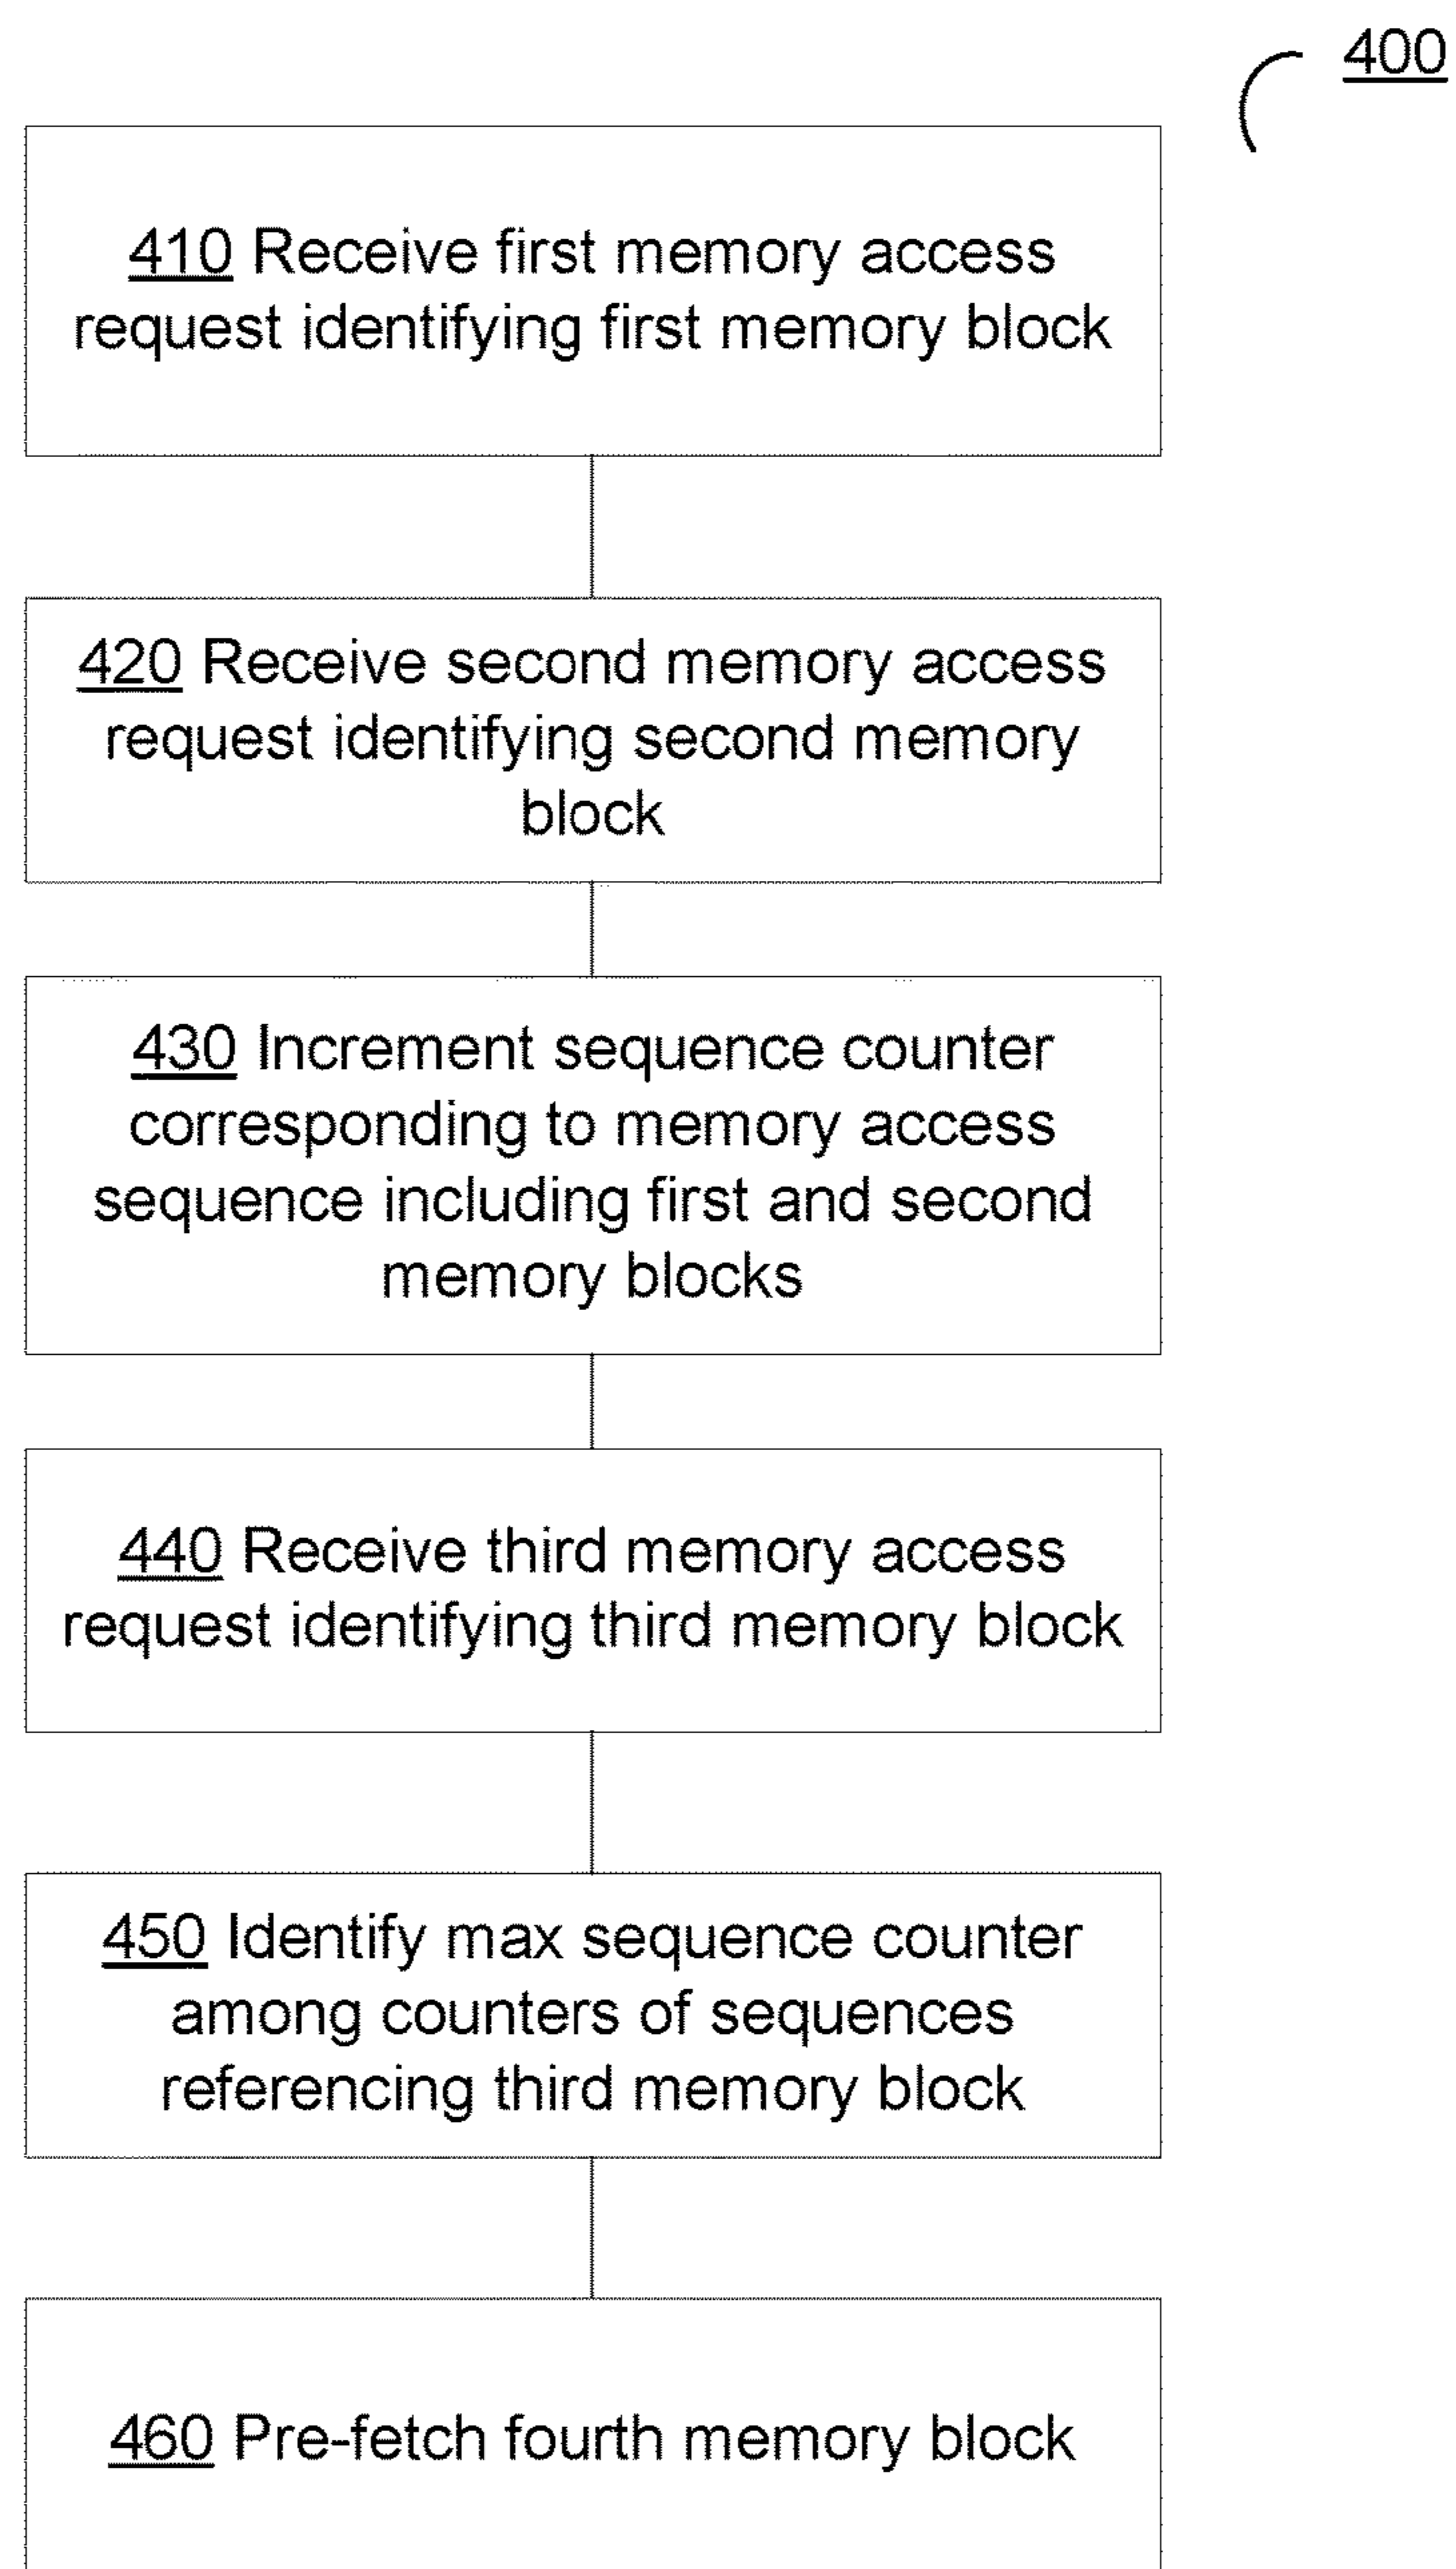 400
410 Receive first memory access
request identifying first memory block
420 Receive second memory access
request identifying second memory
block
430 Increment sequence counter
corresponding to memory access
sequence including first and second
memory blocks
440 Receive third memory access
request identifying third memory block
450 Identify max sequence counter
among counters of sequences
referencing third memory block
460 Pre-fetch fourth memory block